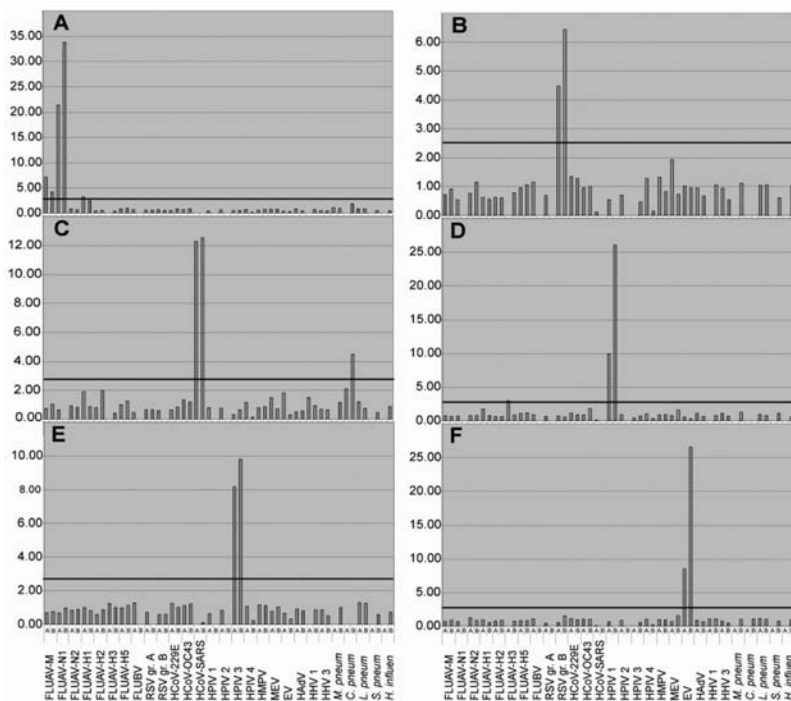 A
35.00
30.00
25.00
20.00
15.00
10.00
5.00
0.00
B
6.00
5.00
4.00
3.00
2.00
1.00
0.00
C
12.00
10.00
8.00
6.00
4.00
2.00
0.00
D
25.00
20.00
15.00
10.00
5.00
0.00
E
10.00
8.00
6.00
4.00
2.00
0.00
F
25.00
20.00
15.00
10.00
5.00
0.00
FLUAV-M
FLUAV-N1
FLUAV-N2
FLUAV-H1
FLUAV-H2
FLUAV-H3
FLUAV-H5
FLUBV
RSV gr. A
RSV gr. B
HCoV-229E
HCoV-OC43
HCoV-SARS
HPIV 1
HPIV 2
HPIV 3
HPIV 4
HMPV
MEV
EV
HAdV
HHV 1
HHV 3
M. pneum
C. pneum
L. pneum
S. pneum
H. influen
FLUAV-M
FLUAV-N1
FLUAV-N2
FLUAV-H1
FLUAV-H2
FLUAV-H3
FLUAV-H5
FLUBV
RSV gr. A
RSV gr. B
HCoV-229E
HCoV-OC43
HCoV-SARS
HPIV 1
HPIV 2
HPIV 3
HPIV 4
HMPV
MEV
EV
HAdV
HHV 1
HHV 3
M. pneum
C. pneum
L. pneum
S. pneum
H. influen